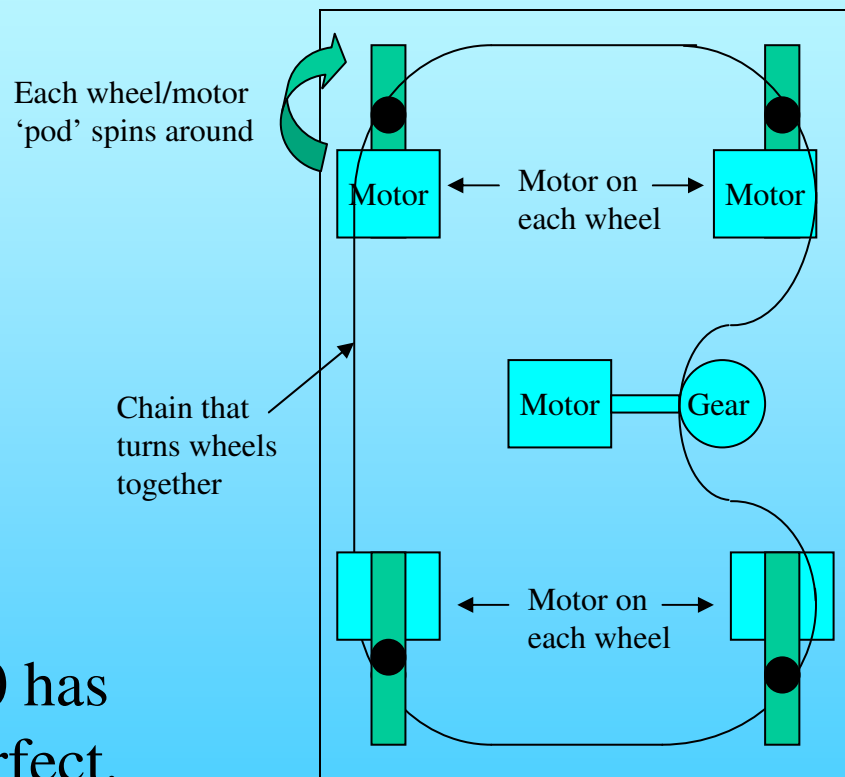 Each wheel/motor
‘pod’ spins around
Motor
Motor on
each wheel
Motor
Chain that
turns wheels
together
Motor
Gear
Motor on
each wheel
has